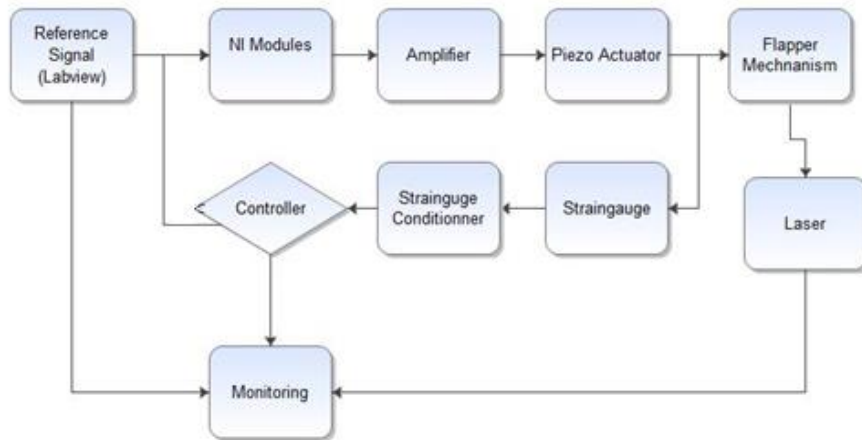 Reference
Signal
(Labview)
NI Modules
Amplifier
Piezo Actuator
Flapper
Mechnanism
Controller
Strainguge
Conditionner
Straingauge
Laser
Monitoring